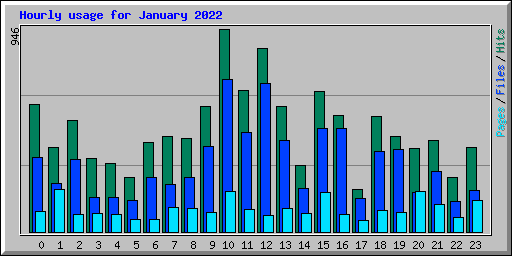 Hourly usage for January 2022
946
Pages / Files / Hits
0 1 2 3 4 5 6 7 8 9 10 11 12 13 14 15 16 17 18 19 20 21 22 23